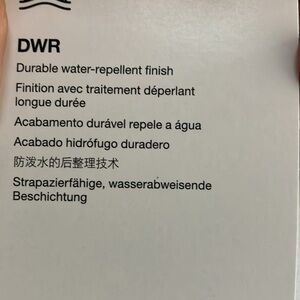 DWR
Durable water-repellent finish
Finition avec traitement déperlant
longue durée
Acabamento durável repele a água
Acabado hidrófugo duradero
防泼水的后整理技术
Strapazierfähige, wasserabweisende
Beschichtung